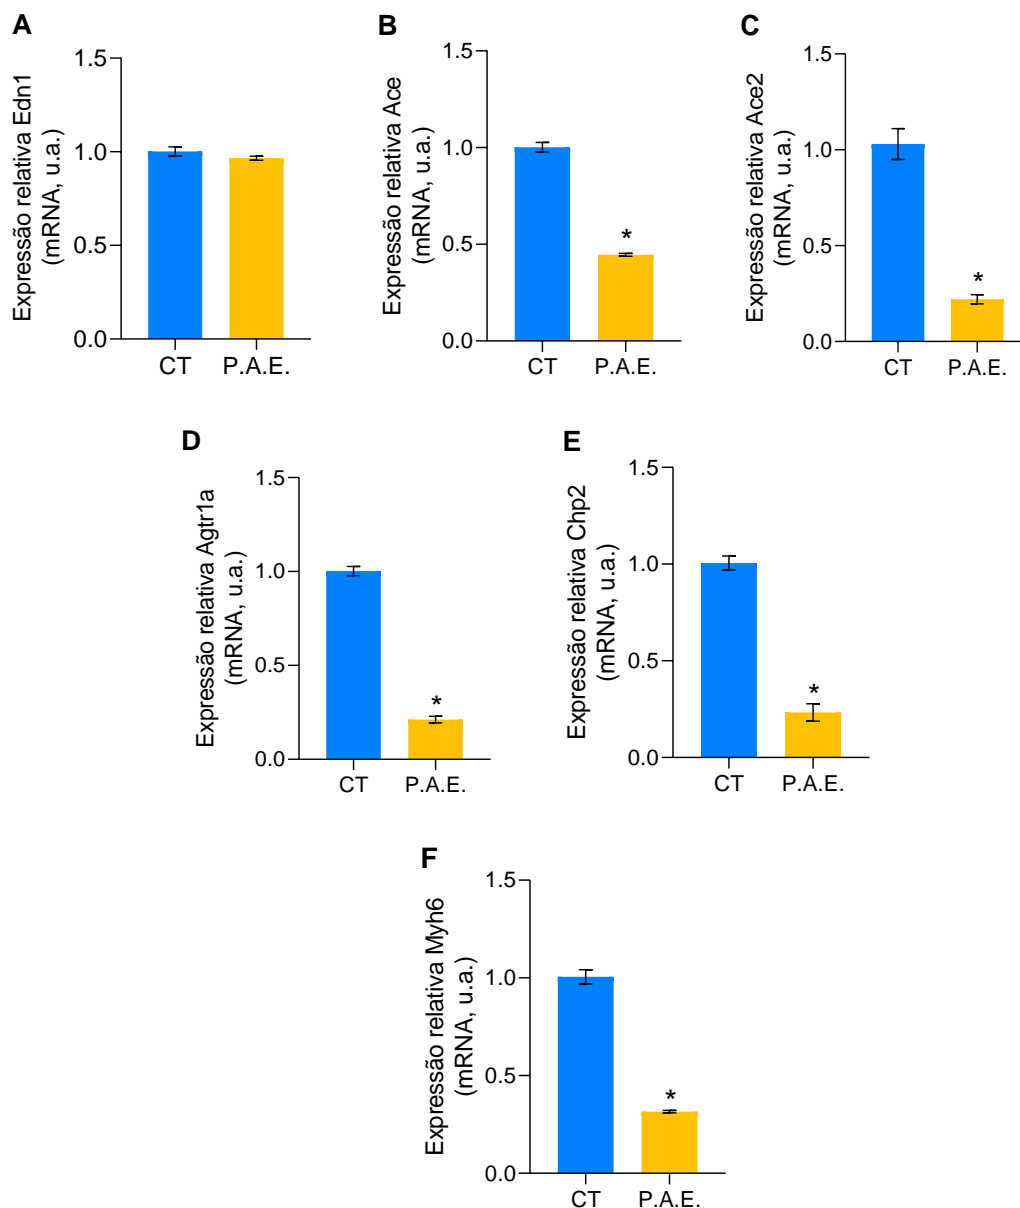 A
Expressão relativa Edn1
(mRNA, u.a.)
1.5
1.0
0.5
0.0
CT P.A.E.
B
Expressão relativa Ace
(mRNA, u.a.)
1.5
1.0
0.5
0.0
*
CT P.A.E.
C
Expressão relativa Ace2
(mRNA, u.a.)
1.5
1.0
0.5
0.0
*
CT P.A.E.
D
Expressão relativa Agtr1a
(mRNA, u.a.)
1.5
1.0
0.5
0.0
*
CT P.A.E.
E
Expressão relativa Chp2
(mRNA, u.a.)
1.5
1.0
0.5
0.0
*
CT P.A.E.
F
Expressão relativa Myh6
(mRNA, u.a.)
1.5
1.0
0.5
0.0
*
CT P.A.E.